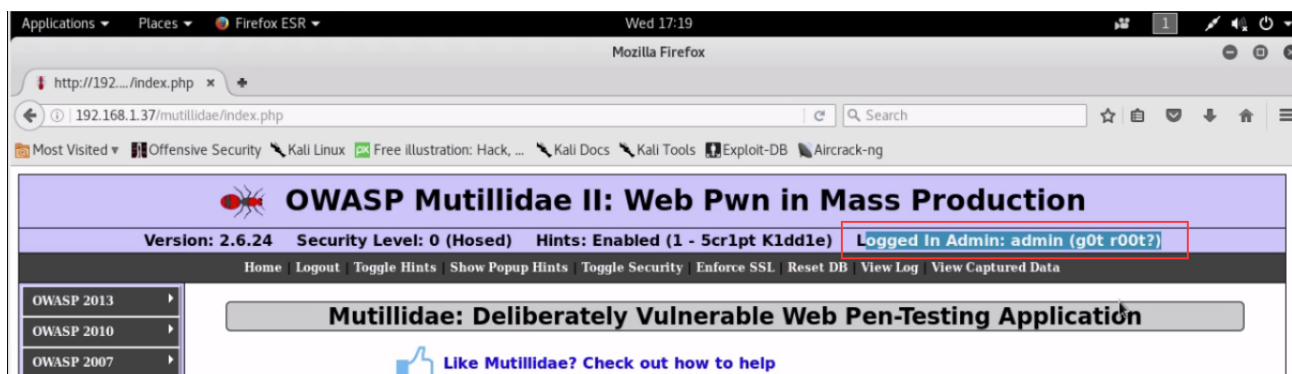 Applications Places Firefox ESR Wed 17:19 1
Mozilla Firefox
http://192..../index.php
192.168.1.37/mutillidae/index.php Search
Most Visited Offensive Security Kali Linux Free illustration: Hack, ... Kali Docs Kali Tools Exploit-DB Aircrack-ng
OWASP Mutillidae II: Web Pwn in Mass Production
Version: 2.6.24 Security Level: 0 (Hosed) Hints: Enabled (1 - 5cr1pt K1dd1e) Logged In Admin: admin (g0t r00t?)
Home | Logout | Toggle Hints | Show Popup Hints | Toggle Security | Enforce SSL | Reset DB | View Log | View Captured Data
OWASP 2013
Mutillidae: Deliberately Vulnerable Web Pen-Testing Application
OWASP 2010
OWASP 2007
Like Mutillidae? Check out how to help